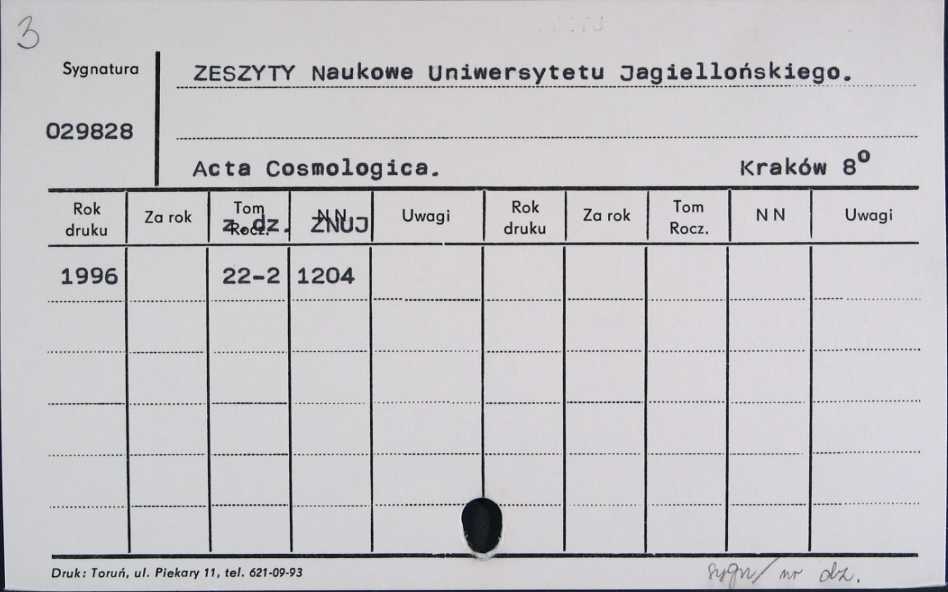 3
Sygnatura
ZESZYTY Naukowe Uniwersytetu Jagiellońskiego.
029828
Acta Cosmologica. Kraków 8º
Rok druku Za rok Tom Rocz. N N Uwagi Rok druku Za rok Tom Rocz. N N Uwagi
z. dz. ZNUJ
1996 22-2 1204
Druk: Toruń, ul. Piekary 11, tel. 621-09-93
sygn/ nr dz.